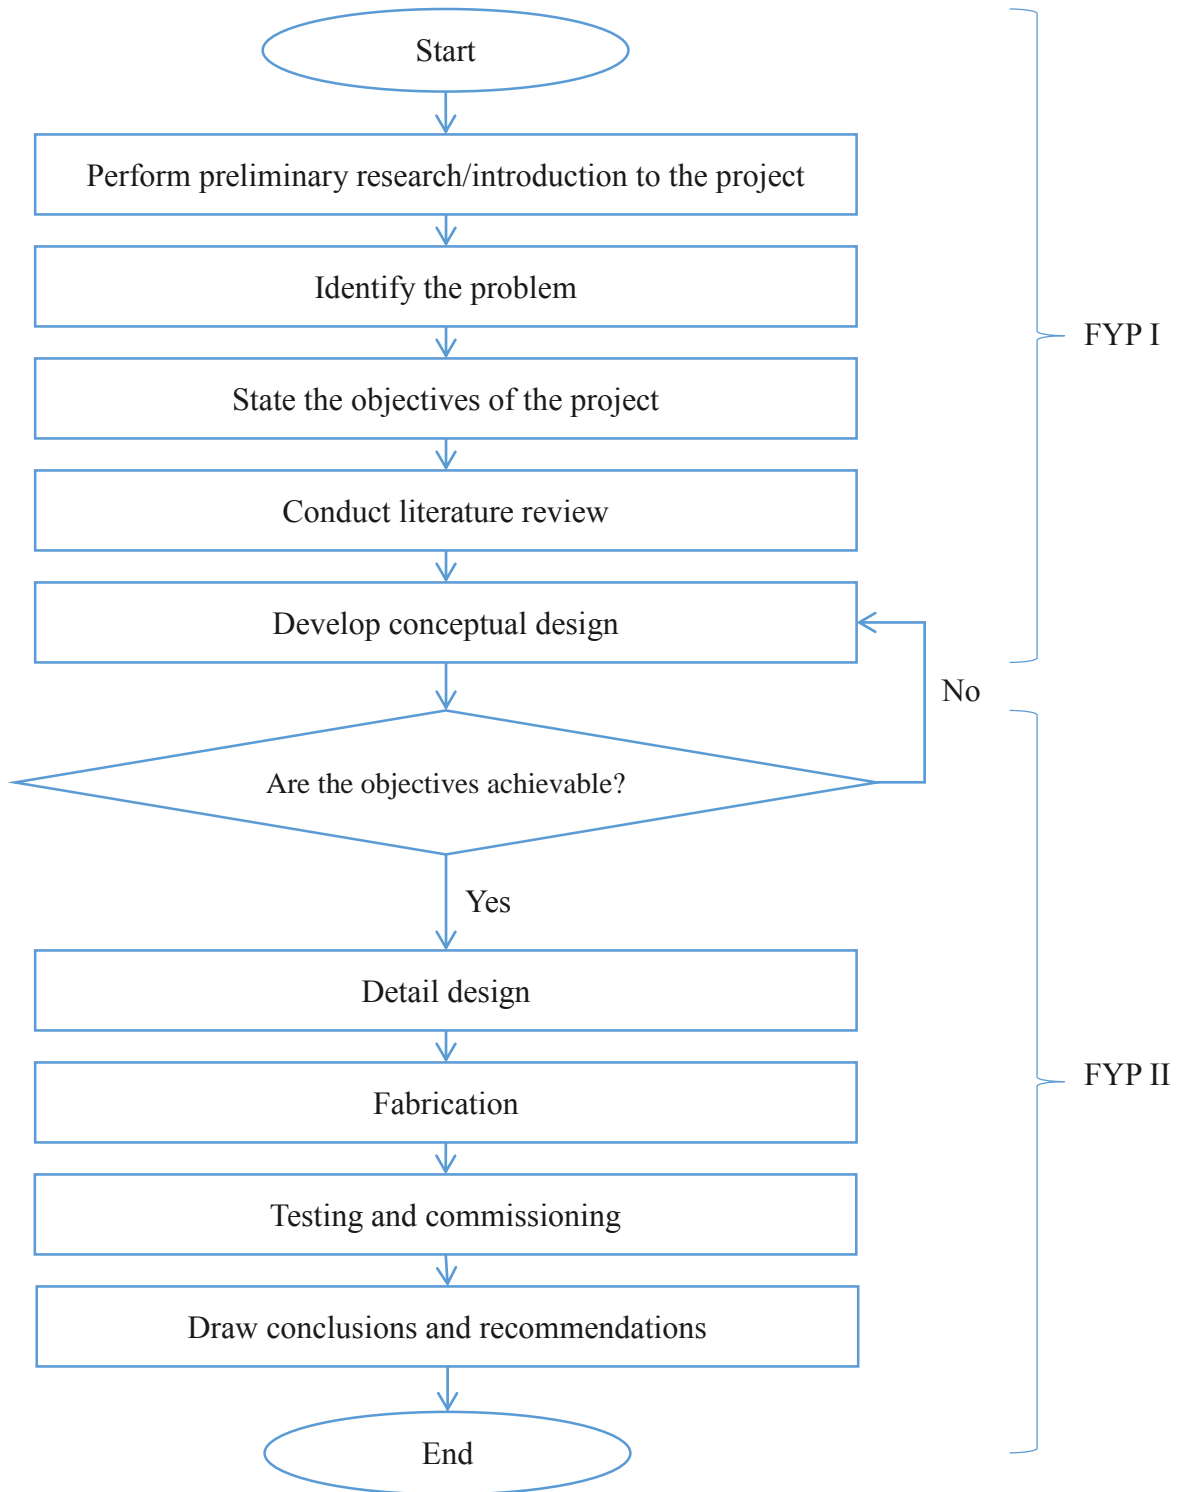 Start
Perform preliminary research/introduction to the project
Identify the problem
FYP I
State the objectives of the project
Conduct literature review
Develop conceptual design
No
Are the objectives achievable?
Yes
Detail design
FYP II
Fabrication
Testing and commissioning
Draw conclusions and recommendations
End